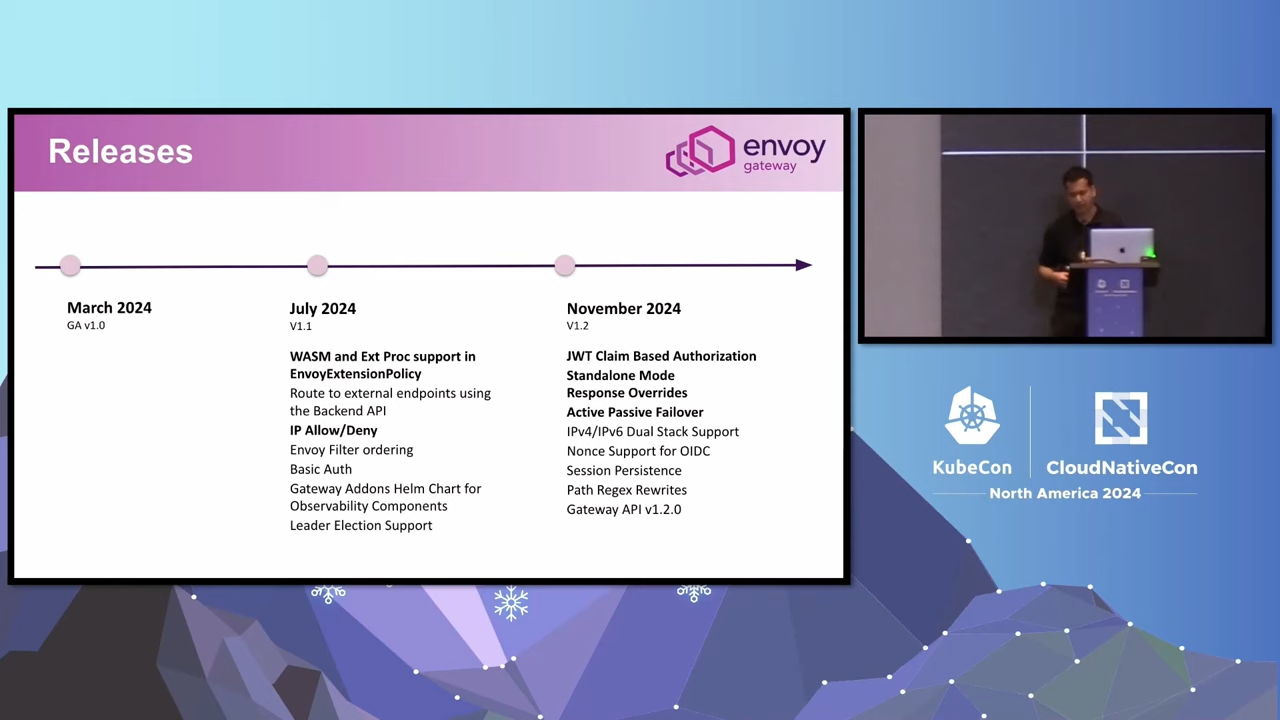 Releases
envoy
gateway
March 2024
GA v1.0
July 2024
V1.1
WASM and Ext Proc support in
EnvoyExtensionPolicy
Route to external endpoints using
the Backend API
IP Allow/Deny
Envoy Filter ordering
Basic Auth
Gateway Addons Helm Chart for
Observability Components
Leader Election Support
November 2024
V1.2
JWT Claim Based Authorization
Standalone Mode
Response Overrides
Active Passive Failover
IPv4/IPv6 Dual Stack Support
Nonce Support for OIDC
Session Persistence
Path Regex Rewrites
Gateway API v1.2.0
KubeCon
CloudNativeCon
North America 2024